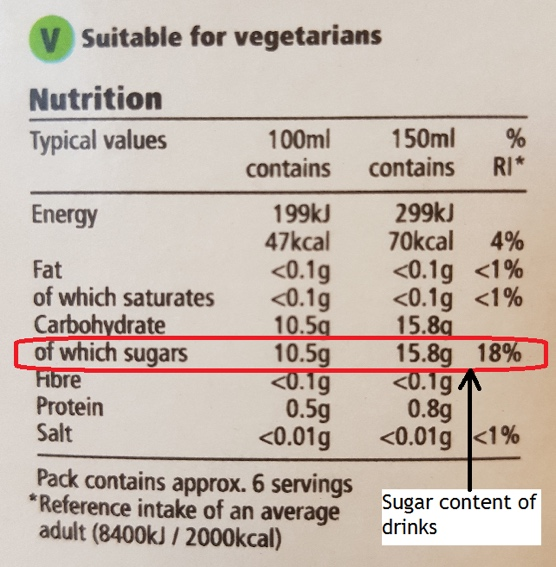 V Suitable for vegetarians
Nutrition
Typical values 100ml 150ml %
contains contains RI*
Energy 199kJ 299kJ
47kcal 70kcal 4%
Fat <0.1g <0.1g <1%
of which saturates <0.1g <0.1g <1%
Carbohydrate 10.5g 15.8g
of which sugars 10.5g 15.8g 18%
Fibre <0.1g <0.1g
Protein 0.5g 0.8g
Salt <0.01g <0.01g <1%
Pack contains approx. 6 servings
*Reference intake of an average
adult (8400kJ / 2000kcal)
Sugar content of
drinks